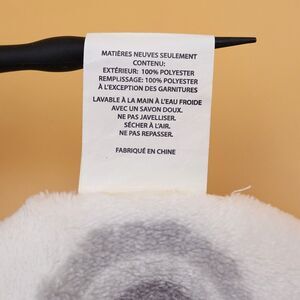 MATIÈRES NEUVES SEULEMENT
CONTENU:
EXTÉRIEUR: 100% POLYESTER
REMPLISSAGE: 100% POLYESTER
À L'EXCEPTION DES GARNITURES
LAVABLE À LA MAIN À L'EAU FROIDE
AVEC UN SAVON DOUX.
NE PAS JAVELLISER.
SÉCHER À L'AIR.
NE PAS REPASSER.
FABRIQUÉ EN CHINE